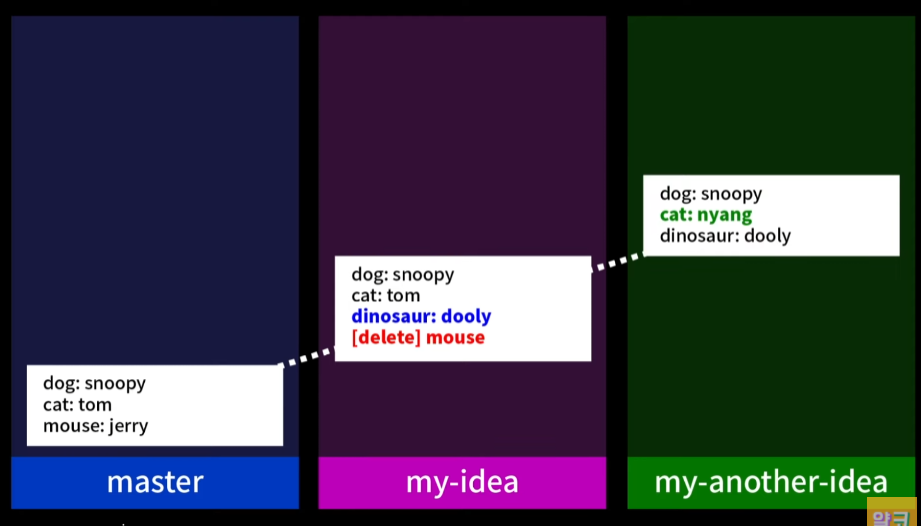 dog: snoopy
cat: tom
mouse: jerry
master
dog: snoopy
cat: tom
dinosaur: dooly
[delete] mouse
my-idea
dog: snoopy
cat: nyang
dinosaur: dooly
my-another-idea